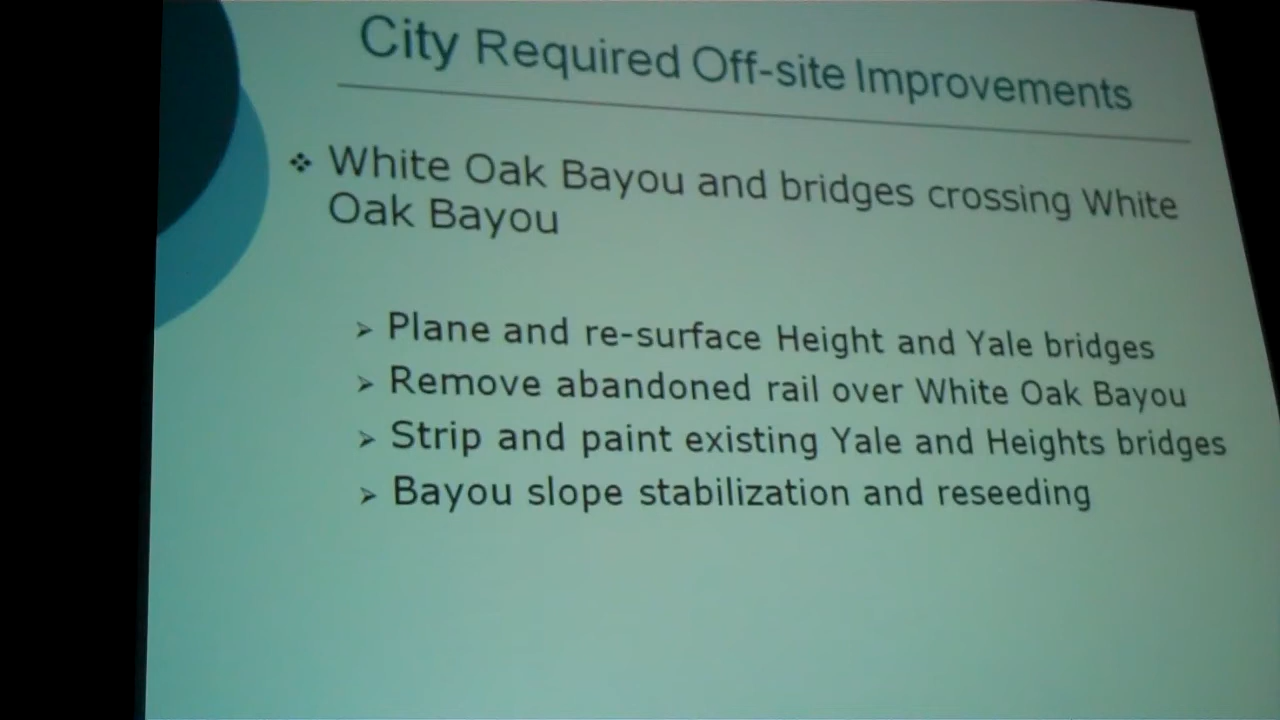 City Required Off-site Improvements
White Oak Bayou and bridges crossing White
Oak Bayou
Plane and re-surface Height and Yale bridges
Remove abandoned rail over White Oak Bayou
Strip and paint existing Yale and Heights bridges
Bayou slope stabilization and reseeding